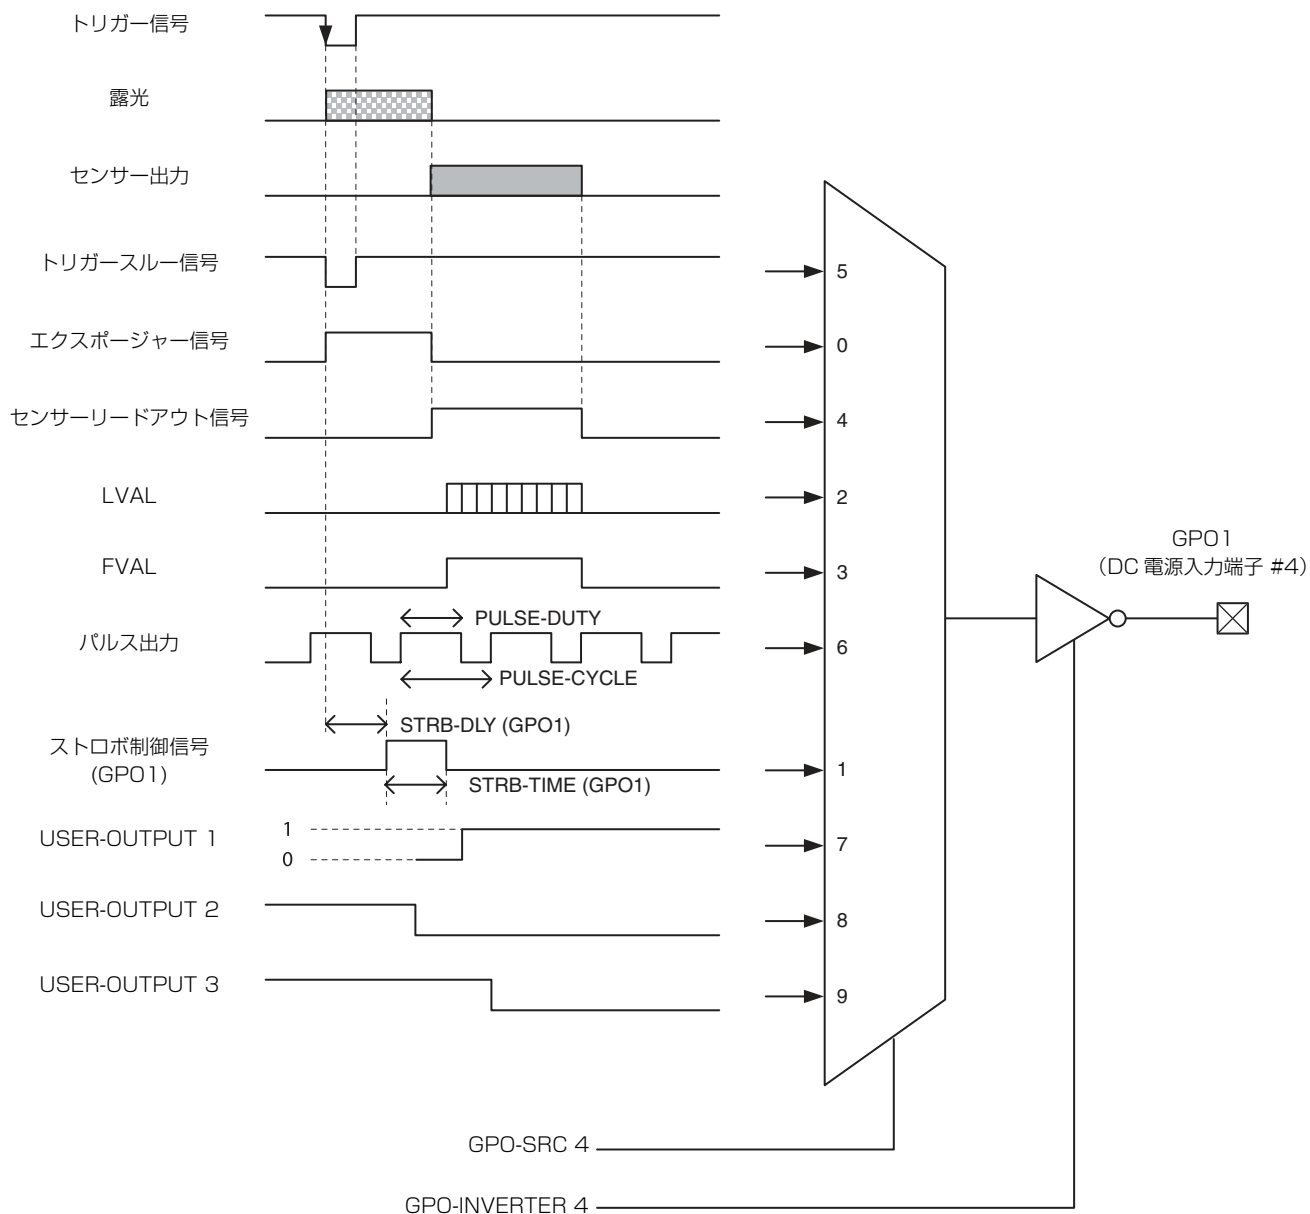 トリガー信号
露光
センサー出力
トリガースルー信号
5
エクスポージャー信号
0
センサーリードアウト信号
4
LVAL
2
GPO1
(DC 電源入力端子 #4)
FVAL
3
PULSE-DUTY
パルス出力
6
PULSE-CYCLE
STRB-DLY (GPO1)
ストロボ制御信号
(GPO1)
1
STRB-TIME (GPO1)
USER-OUTPUT 1
1
0
7
USER-OUTPUT 2
8
USER-OUTPUT 3
9
GPO-SRC 4
GPO-INVERTER 4